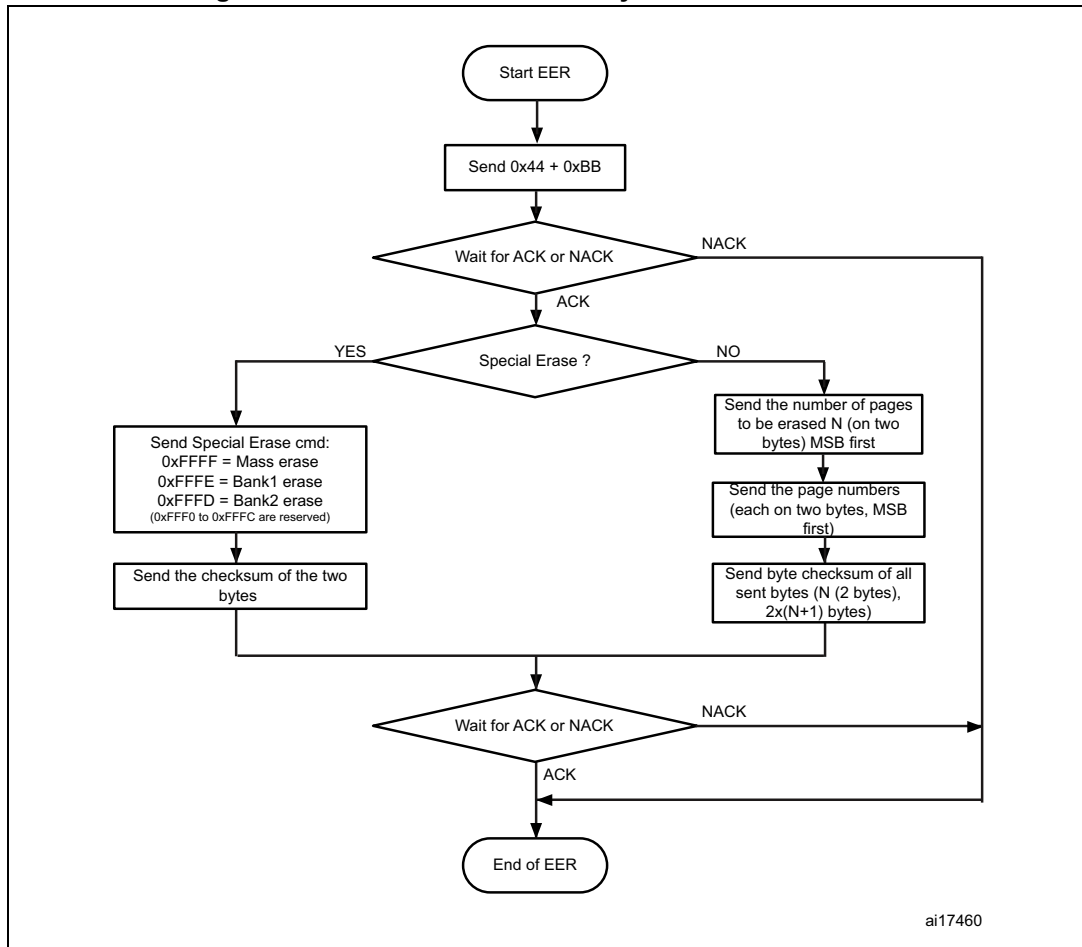 Start EER
Send 0x44 + 0xBB
Wait for ACK or NACK
NACK
ACK
YES
Special Erase ?
NO
Send Special Erase cmd:
0xFFFF = Mass erase
0xFFFE = Bank1 erase
0xFFFD = Bank2 erase
(0xFFF0 to 0xFFFC are reserved)
Send the checksum of the two
bytes
Send the number of pages
to be erased N (on two
bytes) MSB first
Send the page numbers
(each on two bytes, MSB
first)
Send byte checksum of all
sent bytes (N (2 bytes),
2x(N+1) bytes)
Wait for ACK or NACK
NACK
ACK
End of EER
ai17460